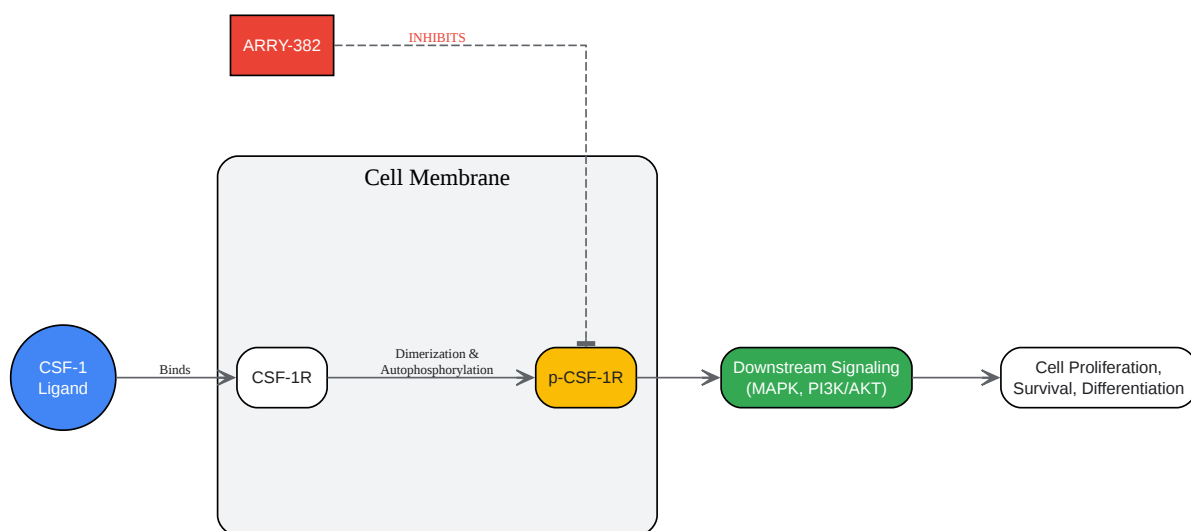 ARRY-382
INHIBITS
Cell Membrane
CSF-1
Ligand
Binds
CSF-1R
Dimerization &
Autophosphorylation
p-CSF-1R
Downstream Signaling
(MAPK, PI3K/AKT)
Cell Proliferation,
Survival, Differentiation